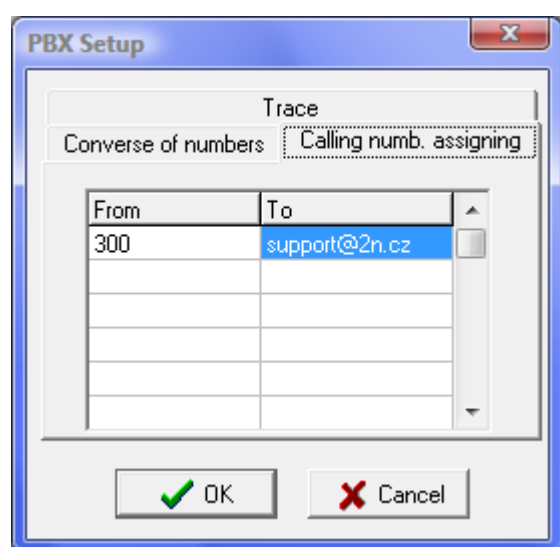 PBX Setup
Trace
Converse of numbers Calling numb. assigning
From To
300 support@2n.cz
OK Cancel